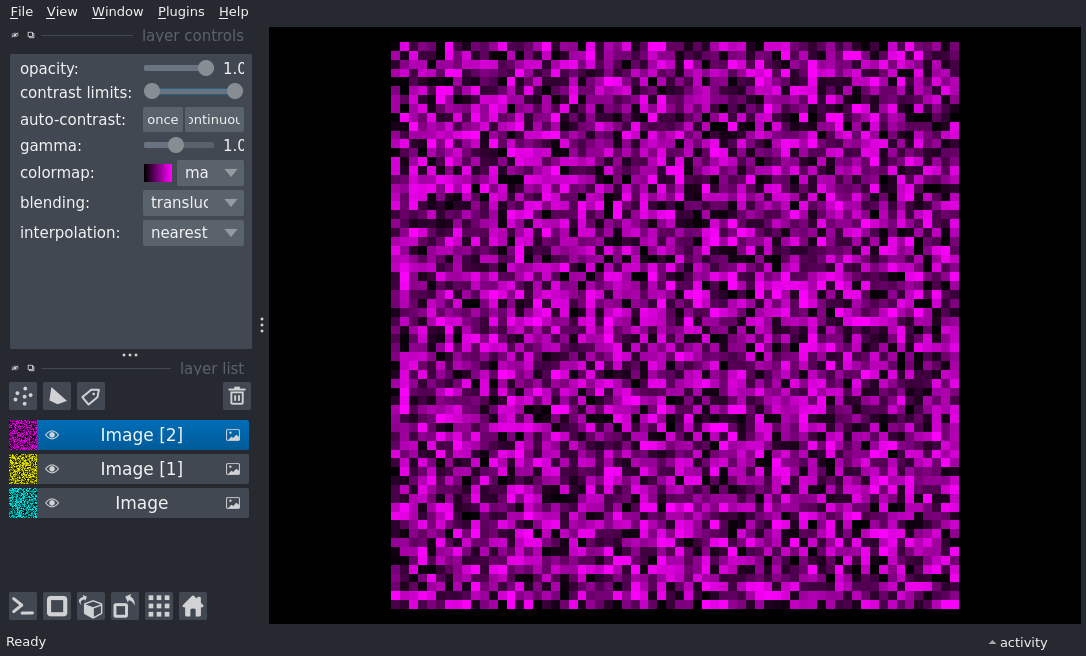 File View Window Plugins Help
layer controls
opacity: 1.0
contrast limits:
auto-contrast: once ontinuou
gamma: 1.0
colormap: ma
blending: transluc
interpolation: nearest
layer list
Image [2]
Image [1]
Image
Ready activity